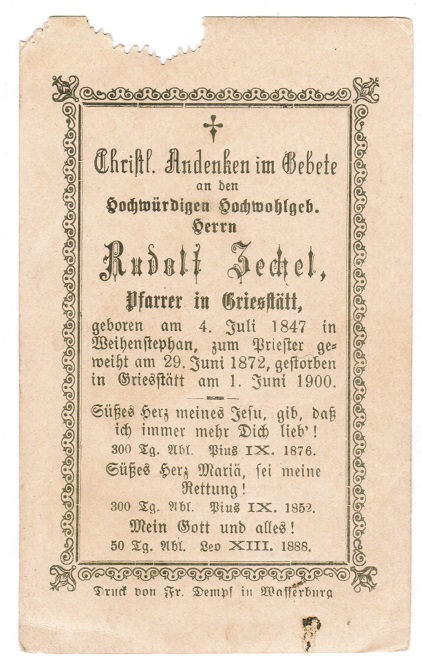 Christl. Andenken im Gebete
an den
Hochwürdigen Hochwohlgeb.
Herrn
Rudolf Zechel,
Pfarrer in Griesstätt,
geboren am 4. Juli 1847 in
Weihenstephan, zum Priester ge-
weiht am 29. Juni 1872, gestorben
in Griesstätt am 1. Juni 1900.
Süßes Herz meines Jesu, gib, daß
ich immer mehr Dich lieb'!
300 Tg. Abl. Pius IX. 1876.
Süßes Herz Mariä, sei meine
Rettung!
300 Tg. Abl. Pius IX. 1852.
Mein Gott und alles!
50 Tg. Abl. Leo XIII. 1888.
Druck von Fr. Dempf in Wasserburg